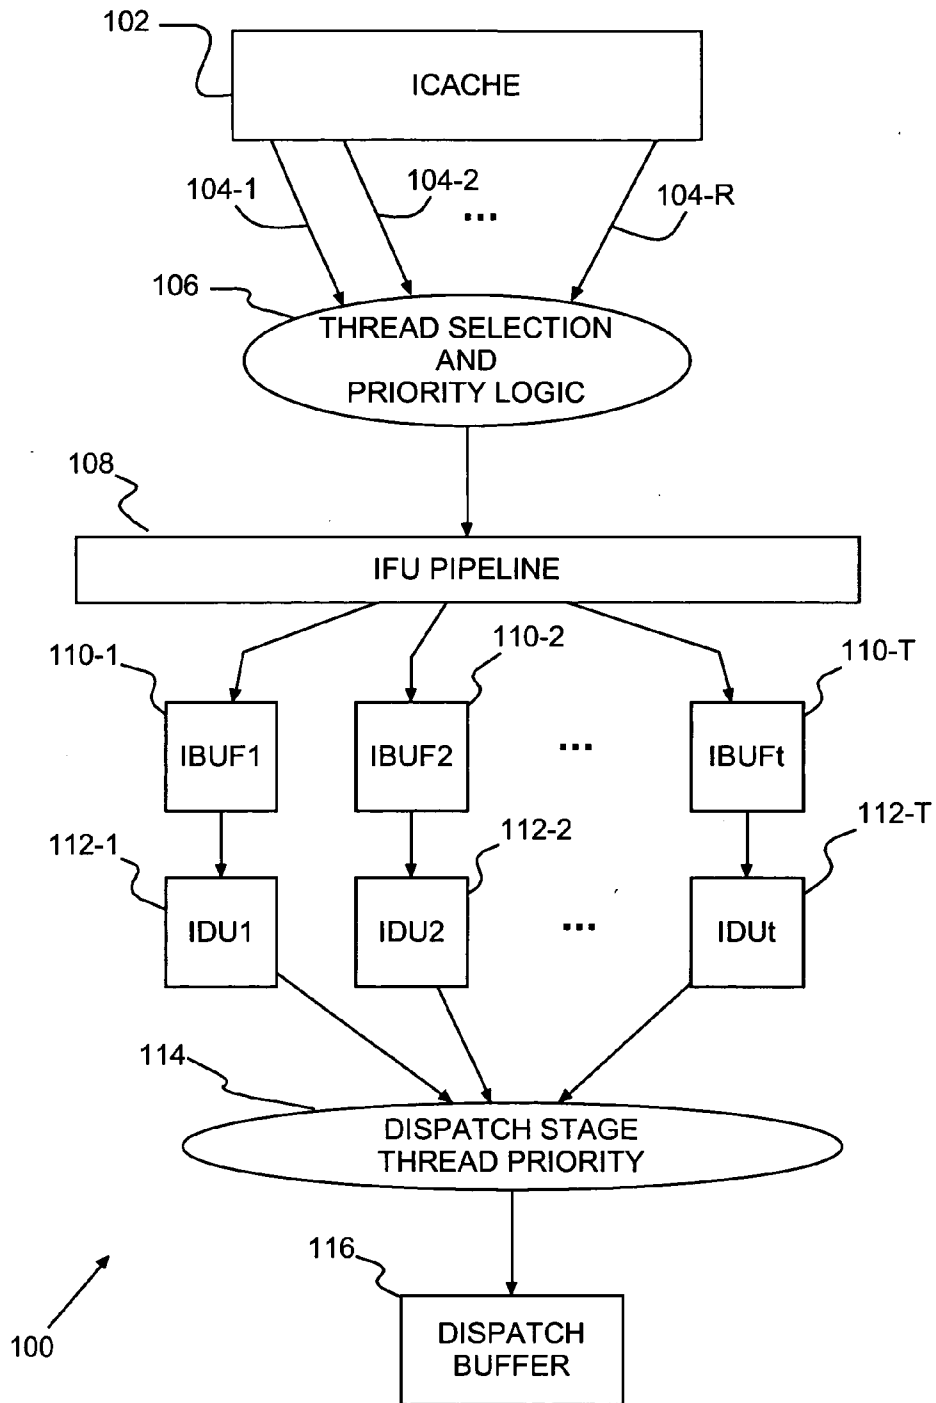 102
ICACHE
104-1
104-2
...
104-R
106
THREAD SELECTION
AND
PRIORITY LOGIC
108
IFU PIPELINE
110-1
110-2
110-T
IBUF1
IBUF2
...
IBUFt
112-1
112-2
112-T
IDU1
IDU2
...
IDUt
114
DISPATCH STAGE
THREAD PRIORITY
116
DISPATCH
BUFFER
100